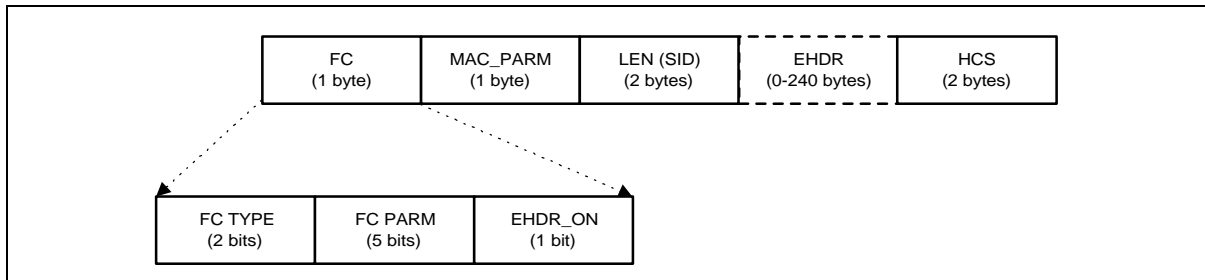 FC MAC_PARM LEN (SID) EHDR HCS
(1 byte) (1 byte) (2 bytes) (0-240 bytes) (2 bytes)
FC TYPE FC PARM EHDR_ON
(2 bits) (5 bits) (1 bit)